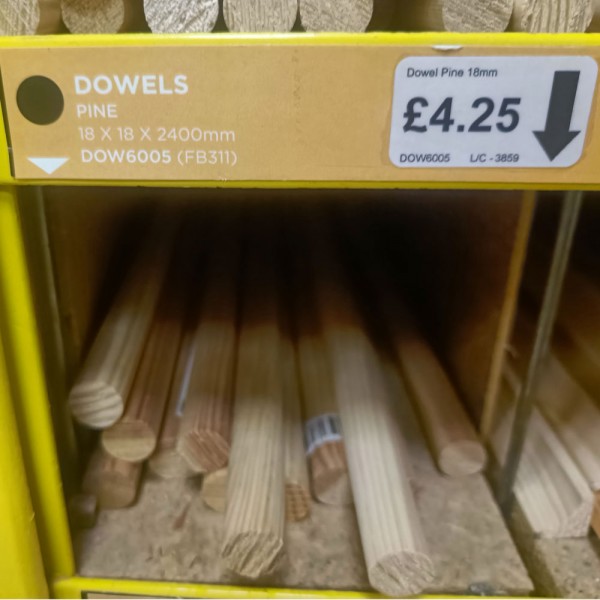 DOWELS
PINE
18 X 18 X 2400mm
DOW6005 (FB311)
Dowel Pine 18mm
£4.25
DOW6005 L/C - 3859